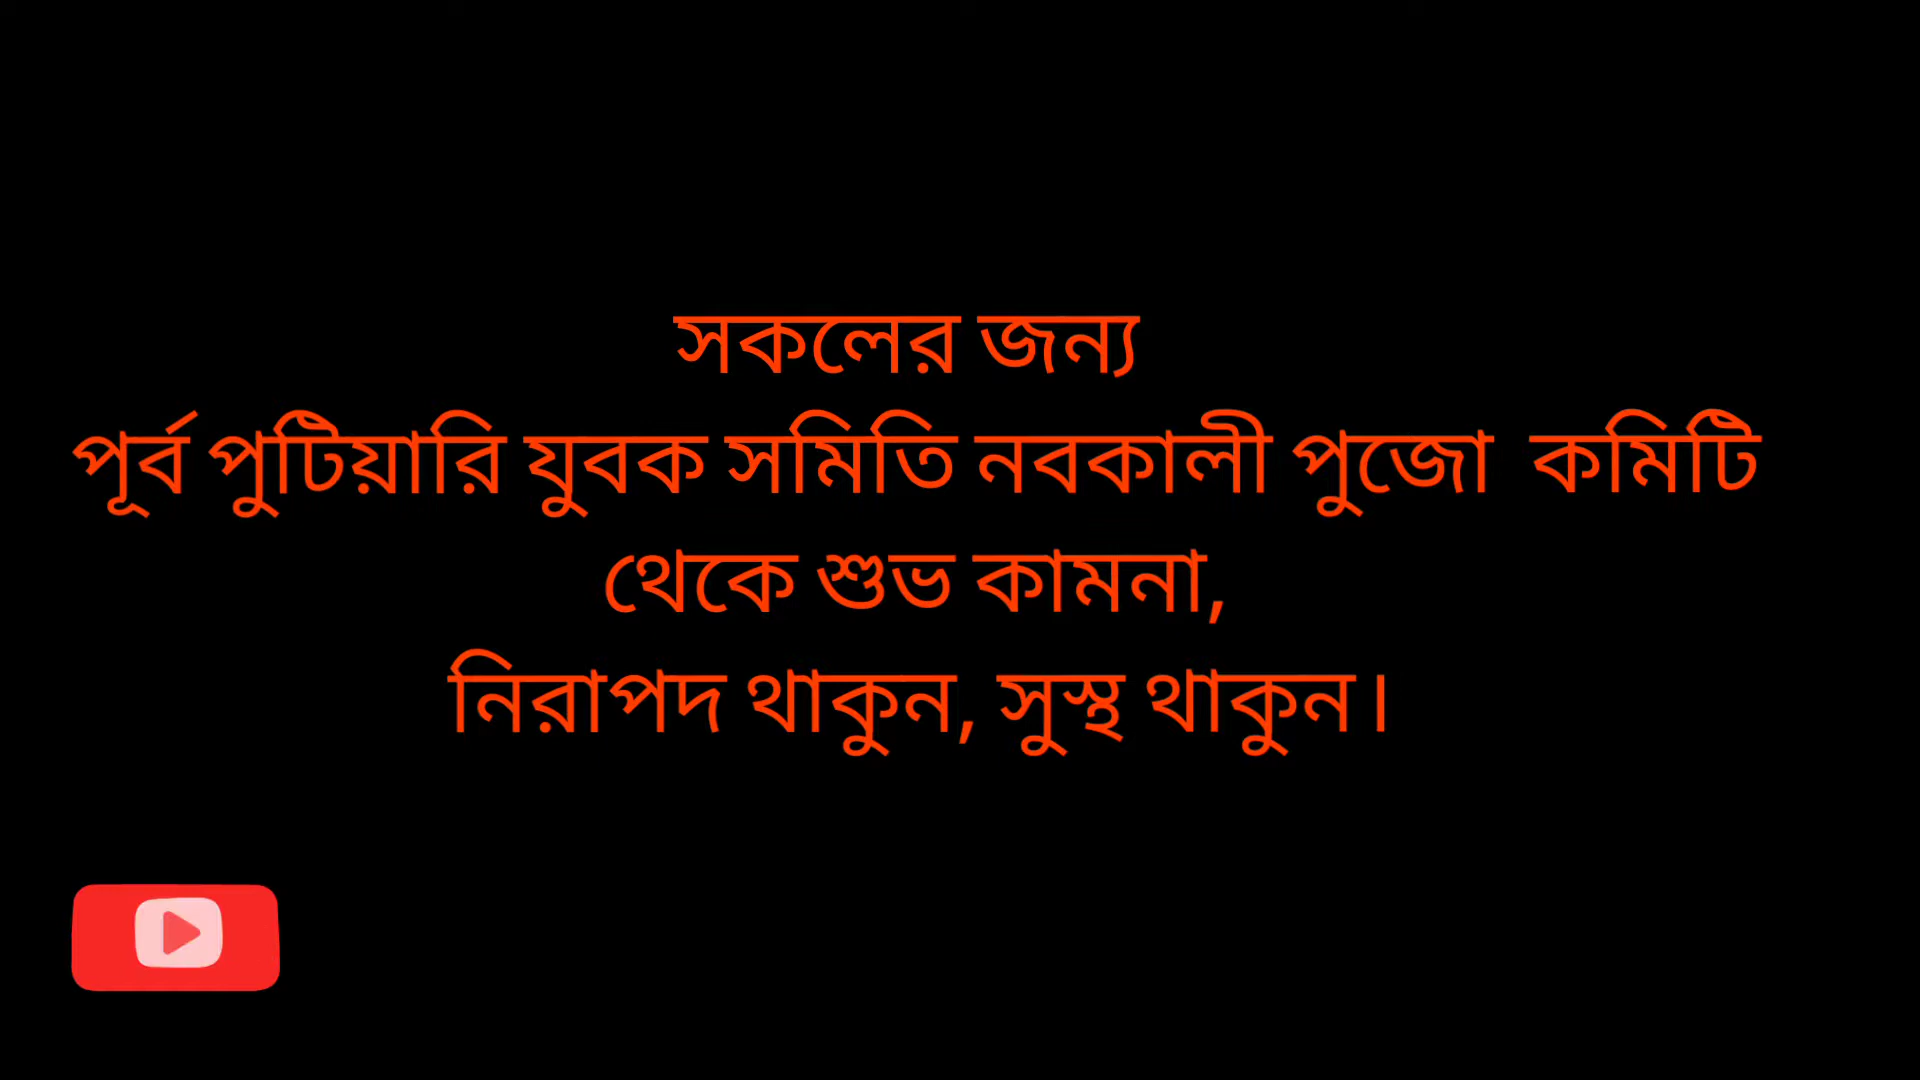 সকলের জন্য
পূর্ব পুটিয়ারি যুবক সমিতি নবকালী পুজো কমিটি
থেকে শুভ কামনা,
নিরাপদ থাকুন, সুস্থ থাকুন।